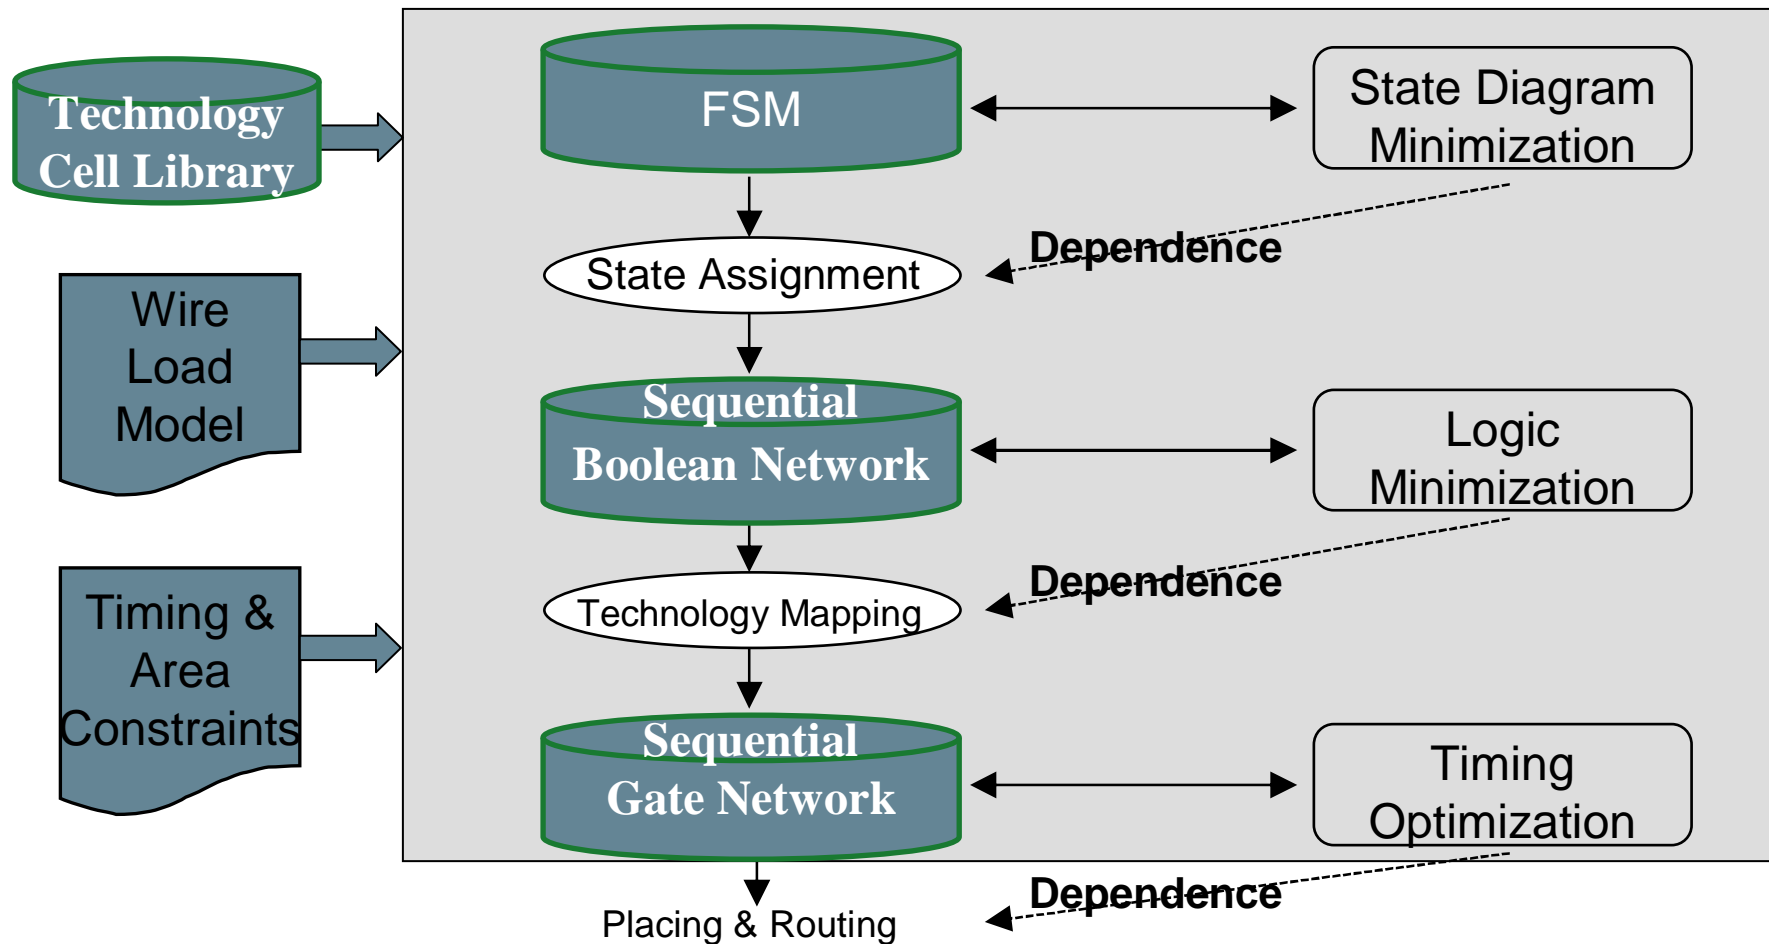 Technology
Cell Library
FSM
State Diagram
Minimization
Dependence
State Assignment
Wire
Load
Model
Sequential
Boolean Network
Logic
Minimization
Dependence
Technology Mapping
Timing &
Area
Constraints
Sequential
Gate Network
Timing
Optimization
Dependence
Placing & Routing